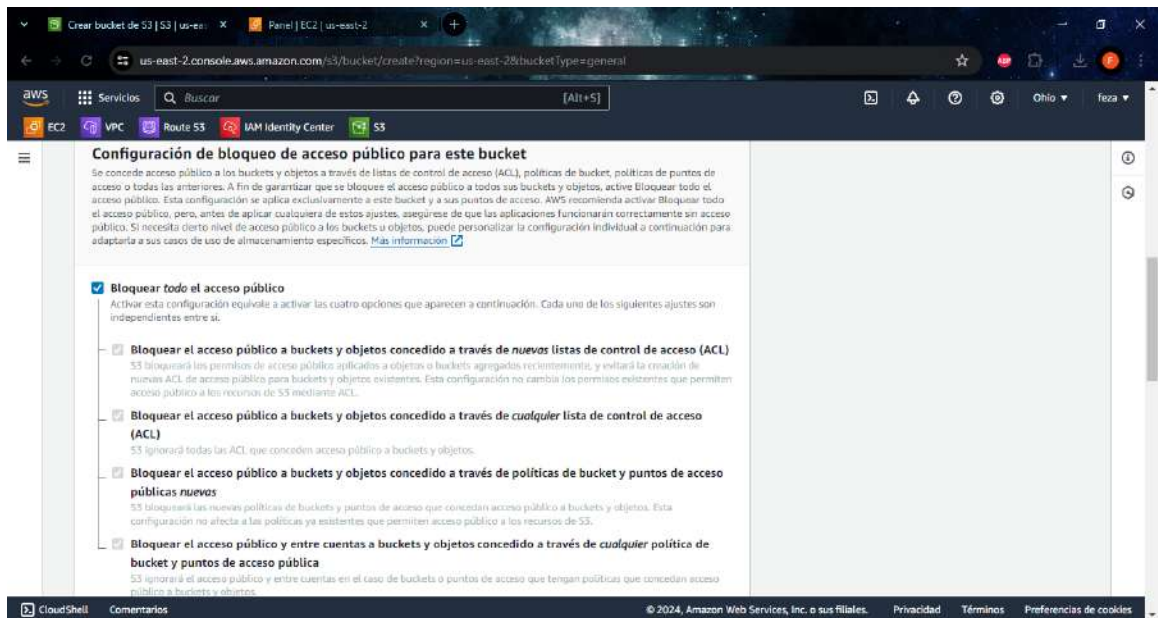 Crear bucket de S3 | S3 | us-eas
Panel | EC2 | us-east-2
us-east-2.console.aws.amazon.com/s3/bucket/create?region=us-east-2&bucketType=general
ABP
F
aws
Servicios
Buscar
[Alt+S]
Ohio
feza
EC2
VPC
Route 53
IAM Identity Center
S3
Configuración de bloqueo de acceso público para este bucket
Se concede acceso público a los buckets y objetos a través de listas de control de acceso (ACL), políticas de bucket, políticas de puntos de
acceso o todas las anteriores. A fin de garantizar que se bloquee el acceso público a todos sus buckets y objetos, active Bloquear todo el
acceso público. Esta configuración se aplica exclusivamente a este bucket y a sus puntos de acceso. AWS recomienda activar Bloquear todo
el acceso público, pero, antes de aplicar cualquiera de estos ajustes, asegúrese de que las aplicaciones funcionarán correctamente sin acceso
público. Si necesita cierto nivel de acceso público a los buckets u objetos, puede personalizar la configuración individual a continuación para
adaptarla a sus casos de uso de almacenamiento específicos. Más información
Bloquear todo el acceso público
Activar esta configuración equivale a activar las cuatro opciones que aparecen a continuación. Cada uno de los siguientes ajustes son
independientes entre sí.
Bloquear el acceso público a buckets y objetos concedido a través de nuevas listas de control de acceso (ACL)
S3 bloqueará los permisos de acceso público aplicados a objetos o buckets agregados recientemente, y evitará la creación de
nuevas ACL de acceso público para buckets y objetos existentes. Esta configuración no cambia los permisos existentes que permiten
acceso público a los recursos de S3 mediante ACL.
Bloquear el acceso público a buckets y objetos concedido a través de cualquier lista de control de acceso
(ACL)
S3 ignorará todas las ACL que conceden acceso público a buckets y objetos.
Bloquear el acceso público a buckets y objetos concedido a través de políticas de bucket y puntos de acceso
públicas nuevas
S3 bloqueará las nuevas políticas de buckets y puntos de acceso que concedan acceso público a buckets y objetos. Esta
configuración no afecta a las políticas ya existentes que permiten acceso público a los recursos de S3.
Bloquear el acceso público y entre cuentas a buckets y objetos concedido a través de cualquier política de
bucket y puntos de acceso pública
S3 ignorará el acceso público y entre cuentas en el caso de buckets o puntos de acceso que tengan políticas que concedan acceso
público a buckets y objetos.
CloudShell
Comentarios
© 2024, Amazon Web Services, Inc. o sus filiales.
Privacidad
Términos
Preferencias de cookies